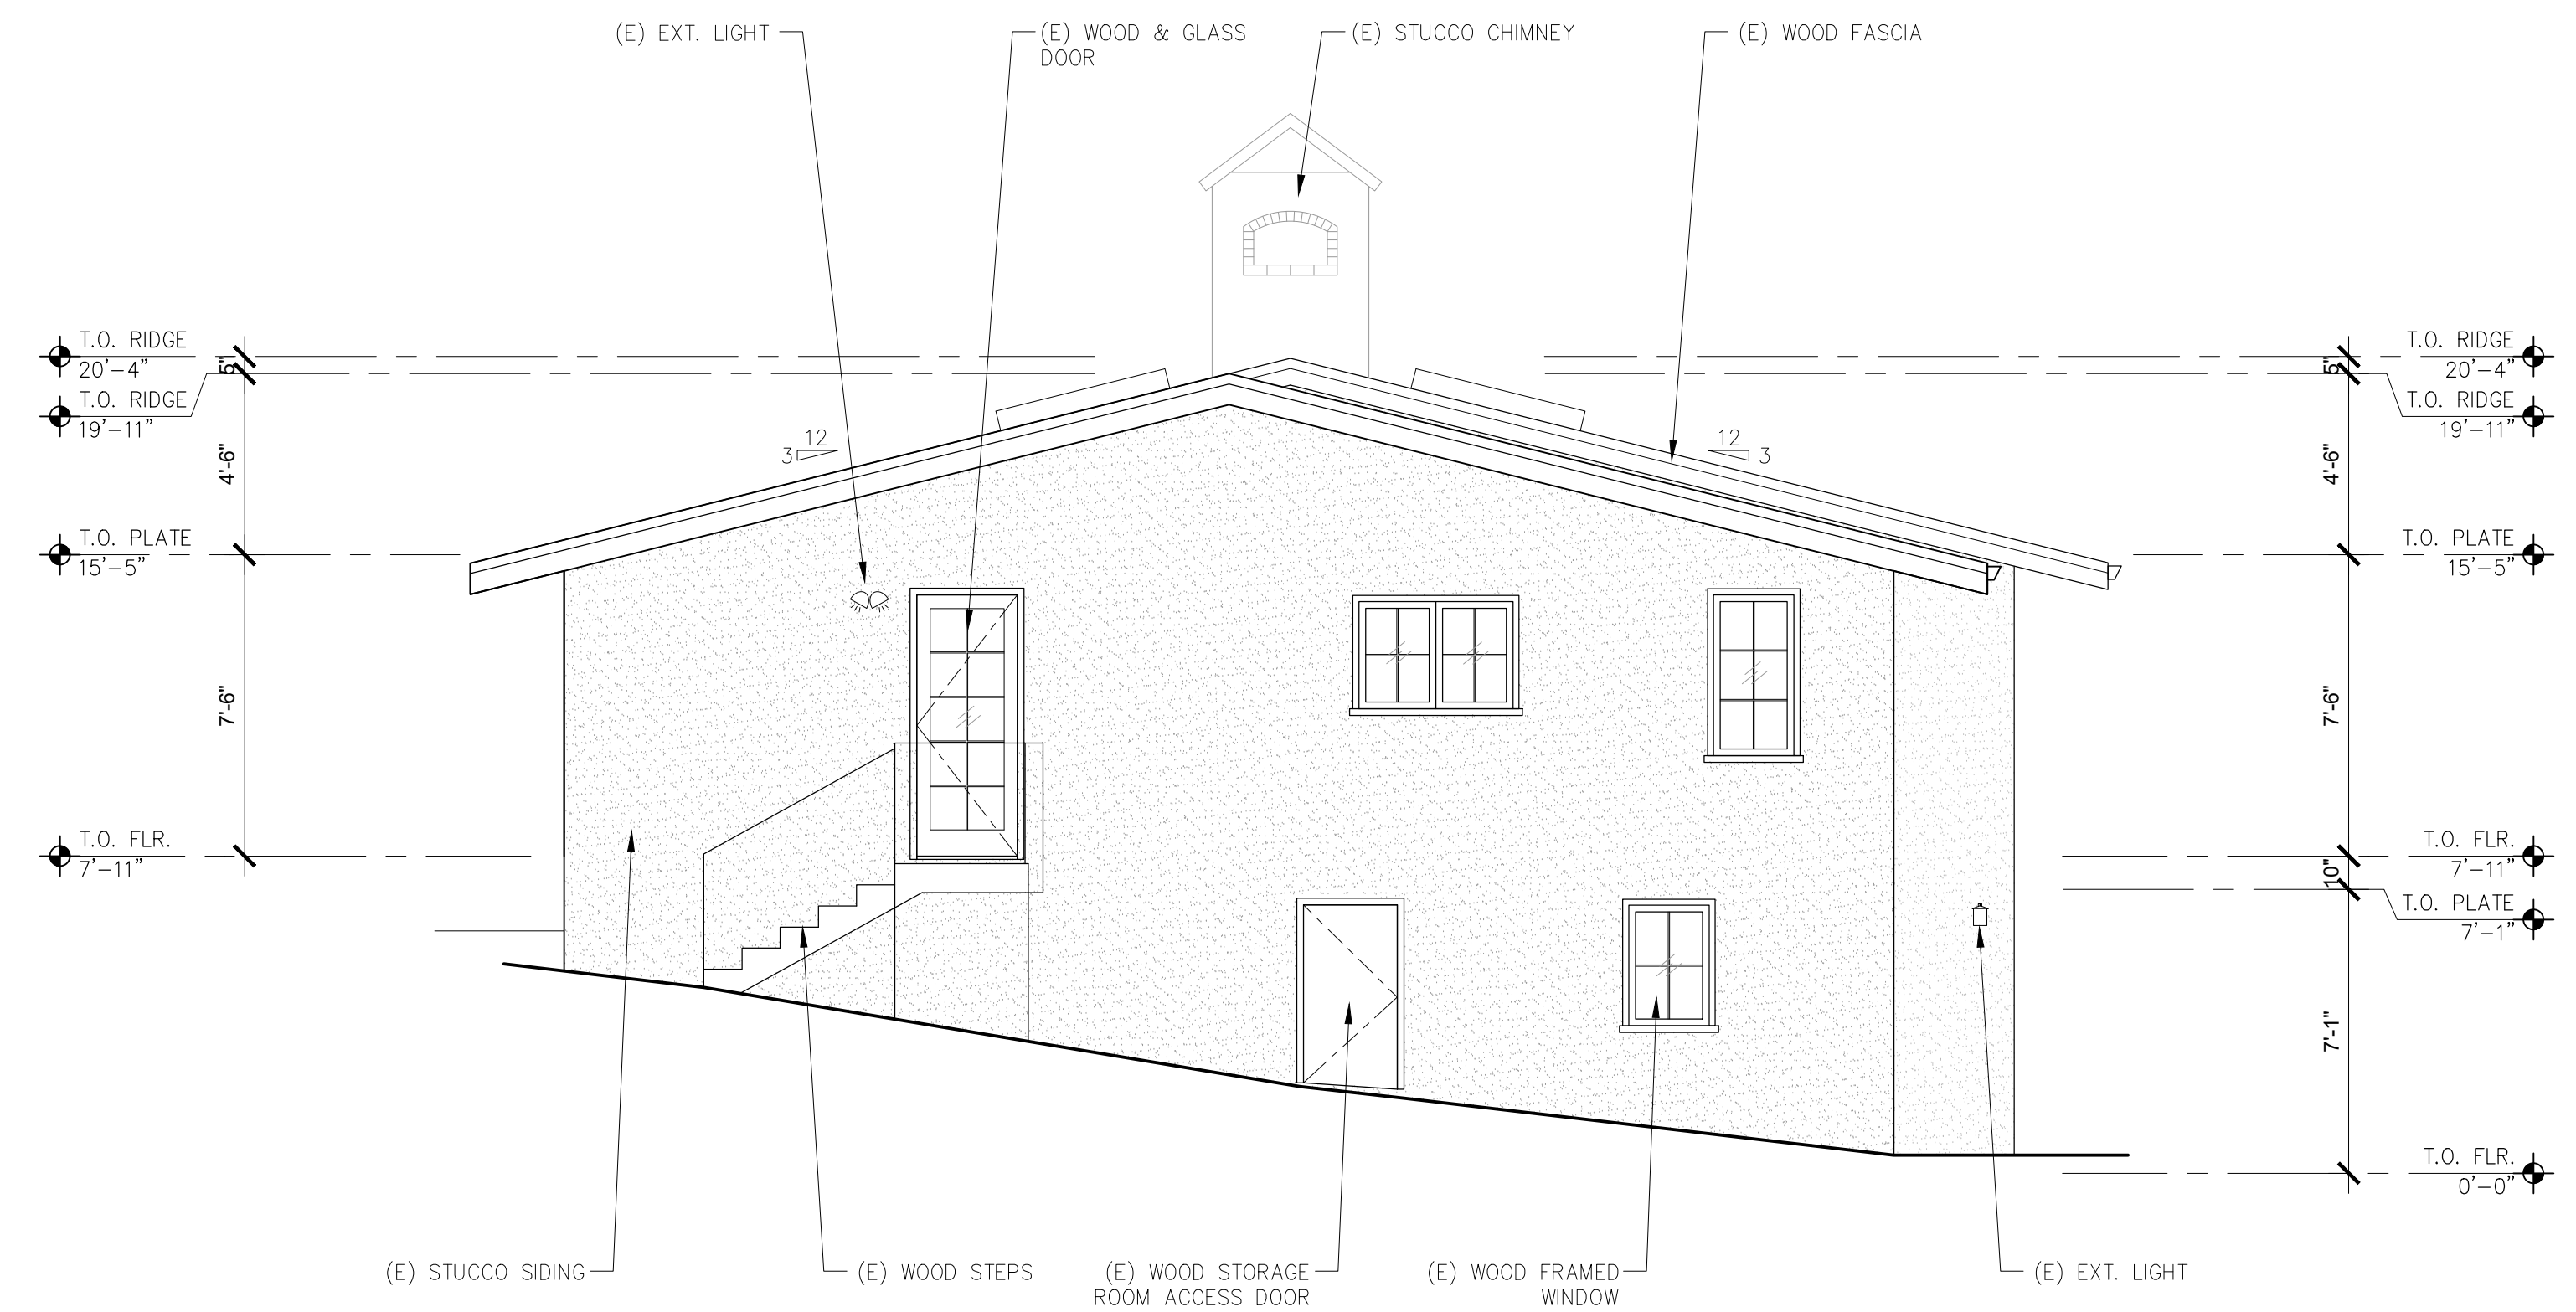 (E) EXT. LIGHT
(E) WOOD & GLASS
DOOR
(E) STUCCO CHIMNEY
(E) WOOD FASCIA
T.O. RIDGE
20'-4"
T.O. RIDGE
19'-11"
T.O. PLATE
15'-5"
T.O. FLR.
7'-11"
5"
4'-6"
7'-6"
12
3
12
3
5"
4'-6"
7'-6"
10"
7'-1"
T.O. RIDGE
20'-4"
T.O. RIDGE
19'-11"
T.O. PLATE
15'-5"
T.O. FLR.
7'-11"
T.O. PLATE
7'-1"
T.O. FLR.
0'-0"
(E) STUCCO SIDING
(E) WOOD STEPS
(E) WOOD STORAGE
ROOM ACCESS DOOR
(E) WOOD FRAMED
WINDOW
(E) EXT. LIGHT